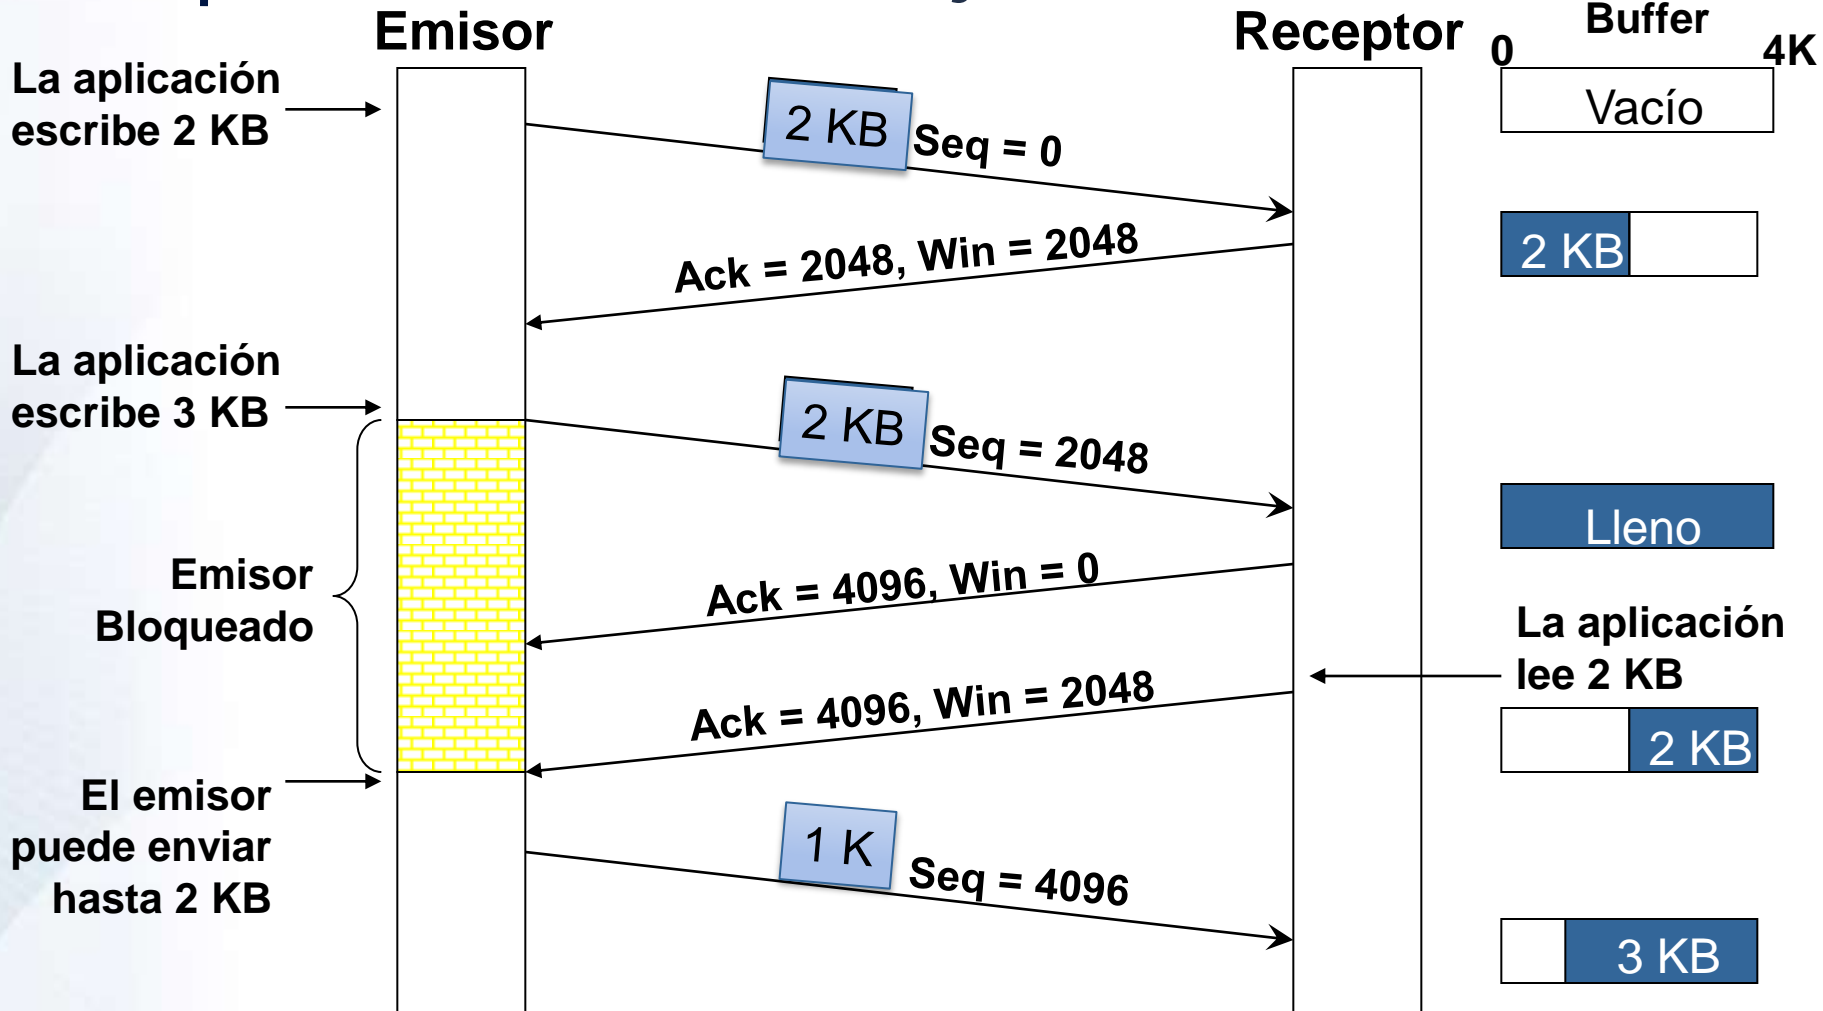 Emisor
Receptor
Buffer
0
4K
La aplicación
escribe 2 KB
2 KB
Seq = 0
Vacío
Ack = 2048, Win = 2048
2 KB
La aplicación
escribe 3 KB
2 KB
Seq = 2048
Lleno
Emisor
Bloqueado
Ack = 4096, Win = 0
La aplicación
lee 2 KB
Ack = 4096, Win = 2048
2 KB
El emisor
puede enviar
hasta 2 KB
1 K
Seq = 4096
3 KB